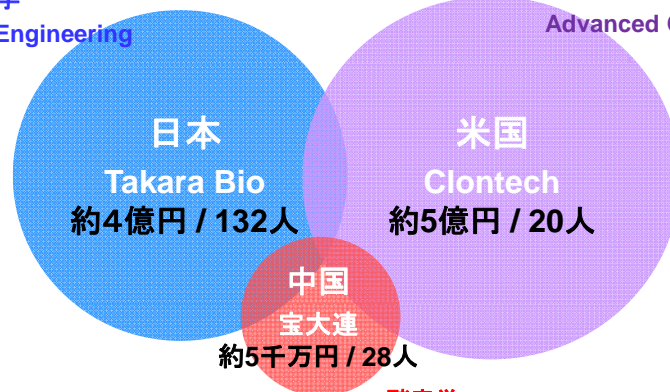 学
Engineering
Advanced
日本
Takara Bio
約4億円 / 132人
米国
Clontech
約5億円 / 20人
中国
宝大連
約5千万円 / 28人